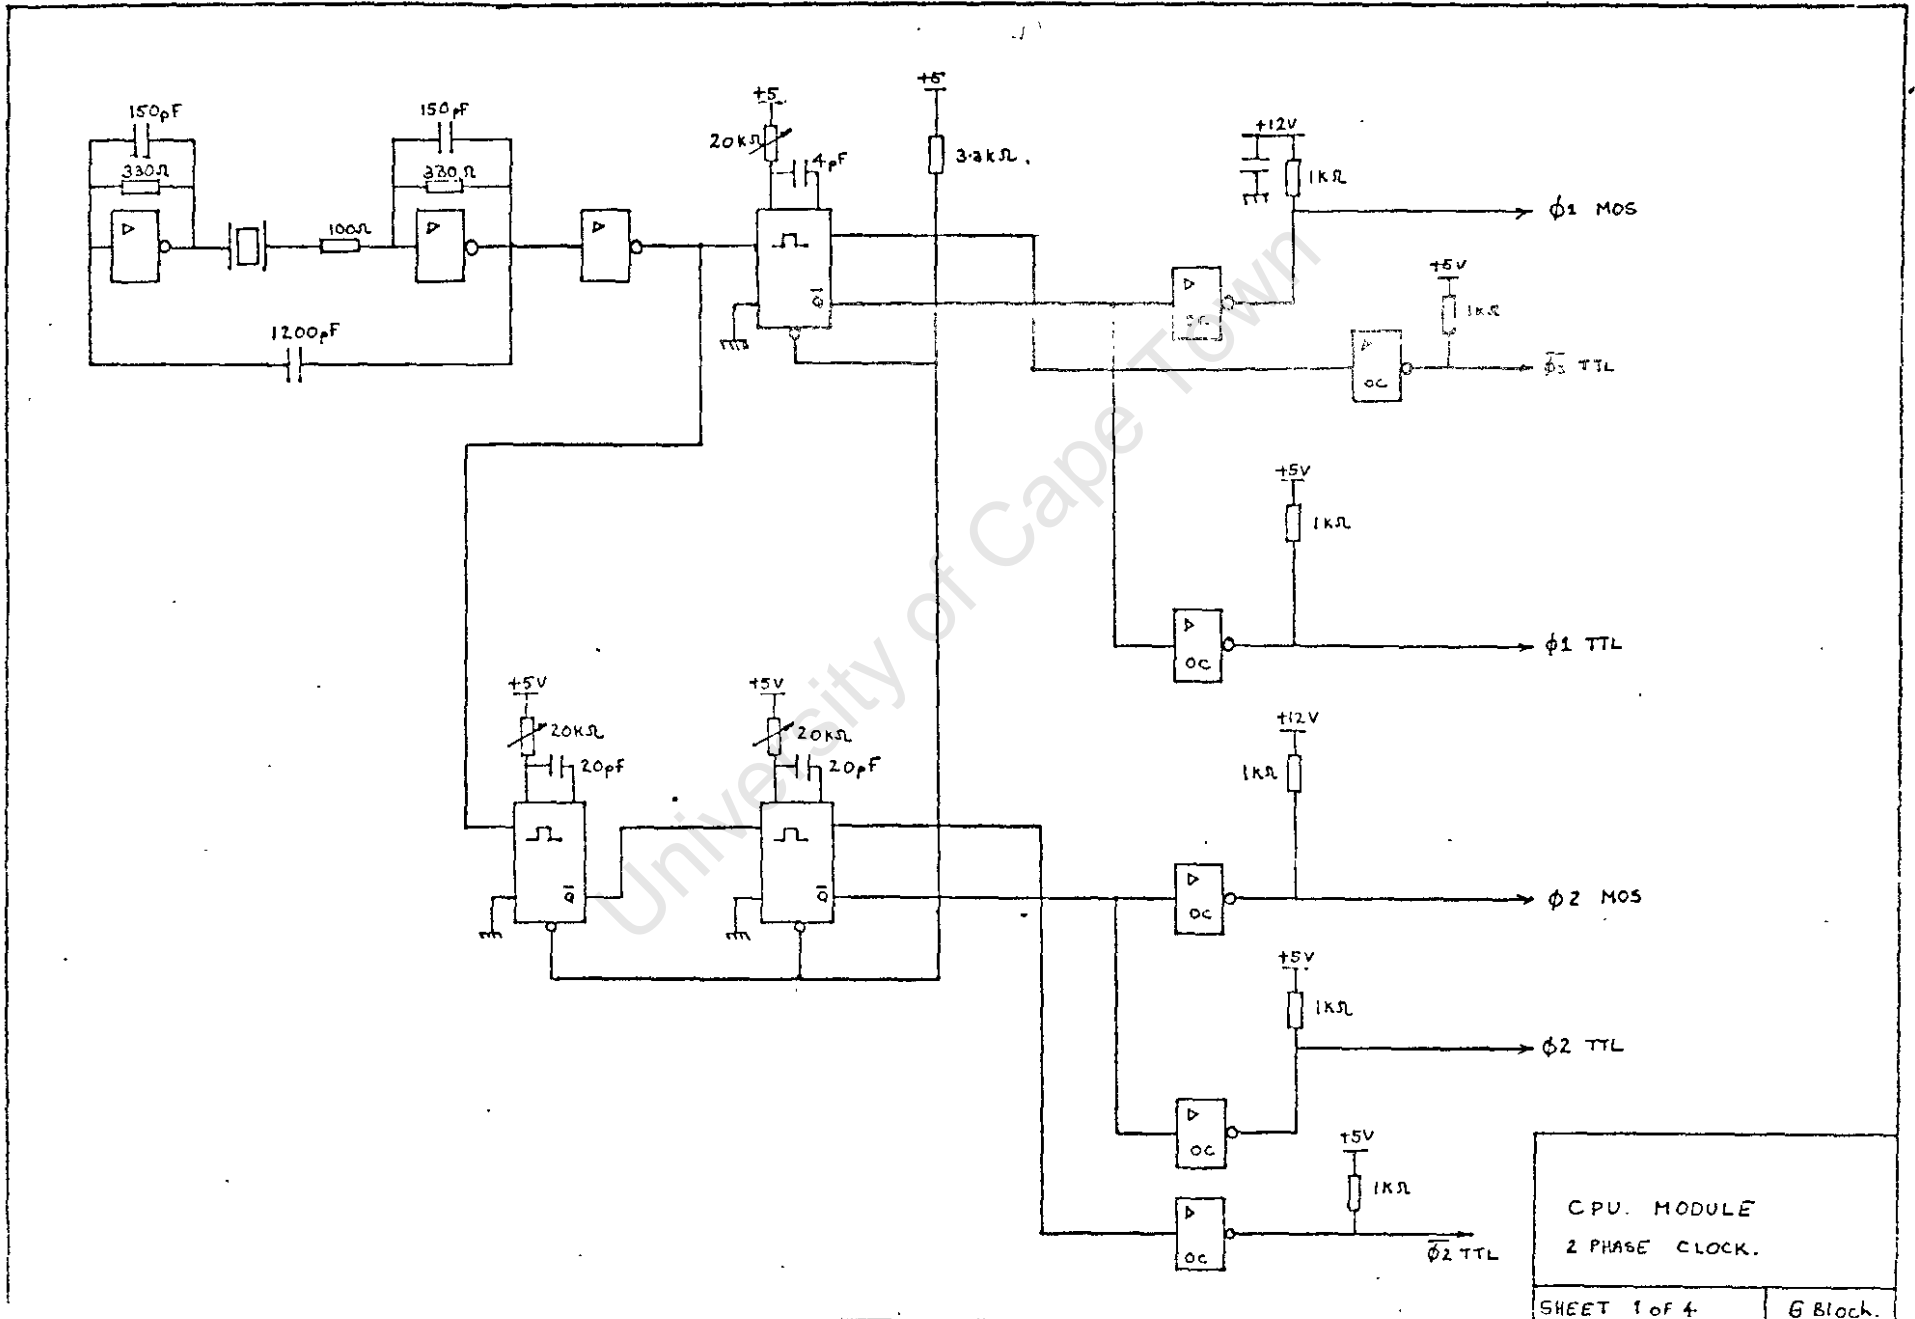 150pF
330Ω
150pF
330Ω
100Ω
1200pF
+5
20KΩ
4pF
+5
3.3kΩ.
Q̅
+12V
1KΩ
φ1 MOS
+5V
1KΩ
OC
TTL
+5V
1KΩ
OC
φ1 TTL
+5V
20KΩ
20pF
Q̅
+5V
20KΩ
20pF
Q̅
+12V
1KΩ
OC
φ2 MOS
+5V
1KΩ
OC
φ2 TTL
+5V
1KΩ
OC
φ̅2̅ TTL
University of Cape Town
CPU. MODULE
2 PHASE CLOCK.
SHEET 1 OF 4
G Block.